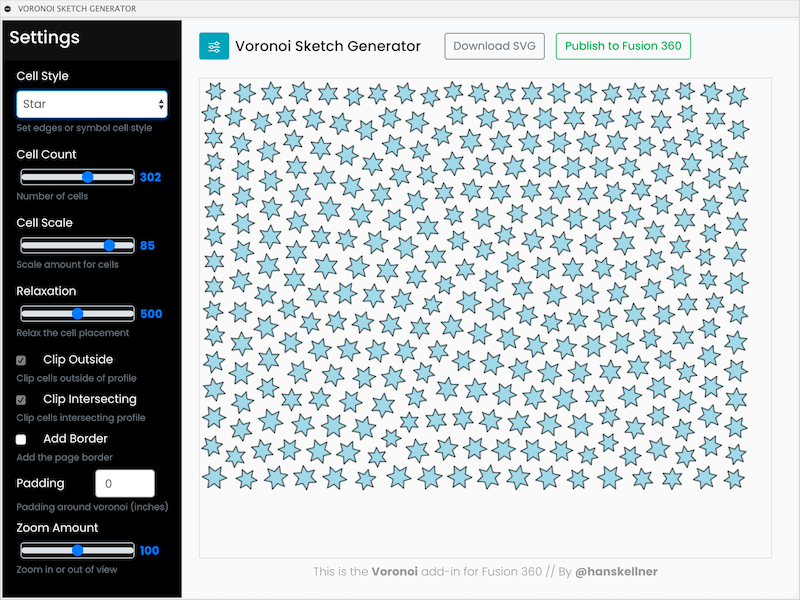 VORONOI SKETCH GENERATOR
Settings
Cell Style
Star
Set edges or symbol cell style
Cell Count
302
Number of cells
Cell Scale
85
Scale amount for cells
Relaxation
500
Relax the cell placement
Clip Outside
Clip cells outside of profile
Clip Intersecting
Clip cells intersecting profile
Add Border
Add the page border
Padding
0
Padding around voronoi (inches)
Zoom Amount
100
Zoom in or out of view
Voronoi Sketch Generator
Download SVG
Publish to Fusion 360
This is the Voronoi add-in for Fusion 360 // By @hanskellner